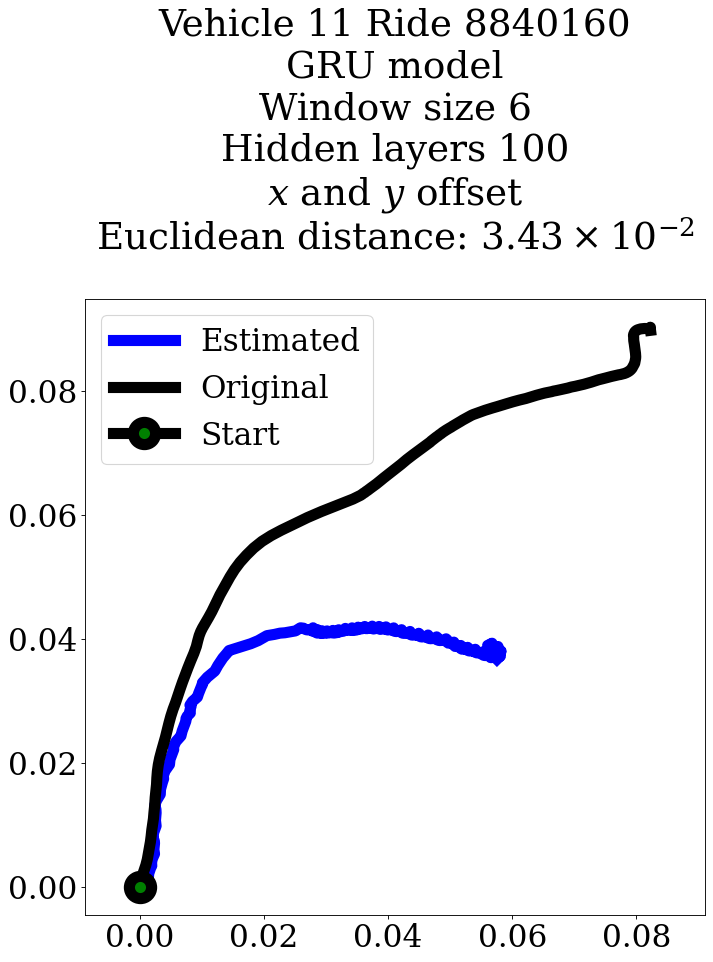 Vehicle 11 Ride 8840160
GRU model
Window size 6
Hidden layers 100
x and y offset
Euclidean distance: 3.43 × 10⁻²
Estimated
Original
Start
0.08
0.06
0.04
0.02
0.00
0.00 0.02 0.04 0.06 0.08